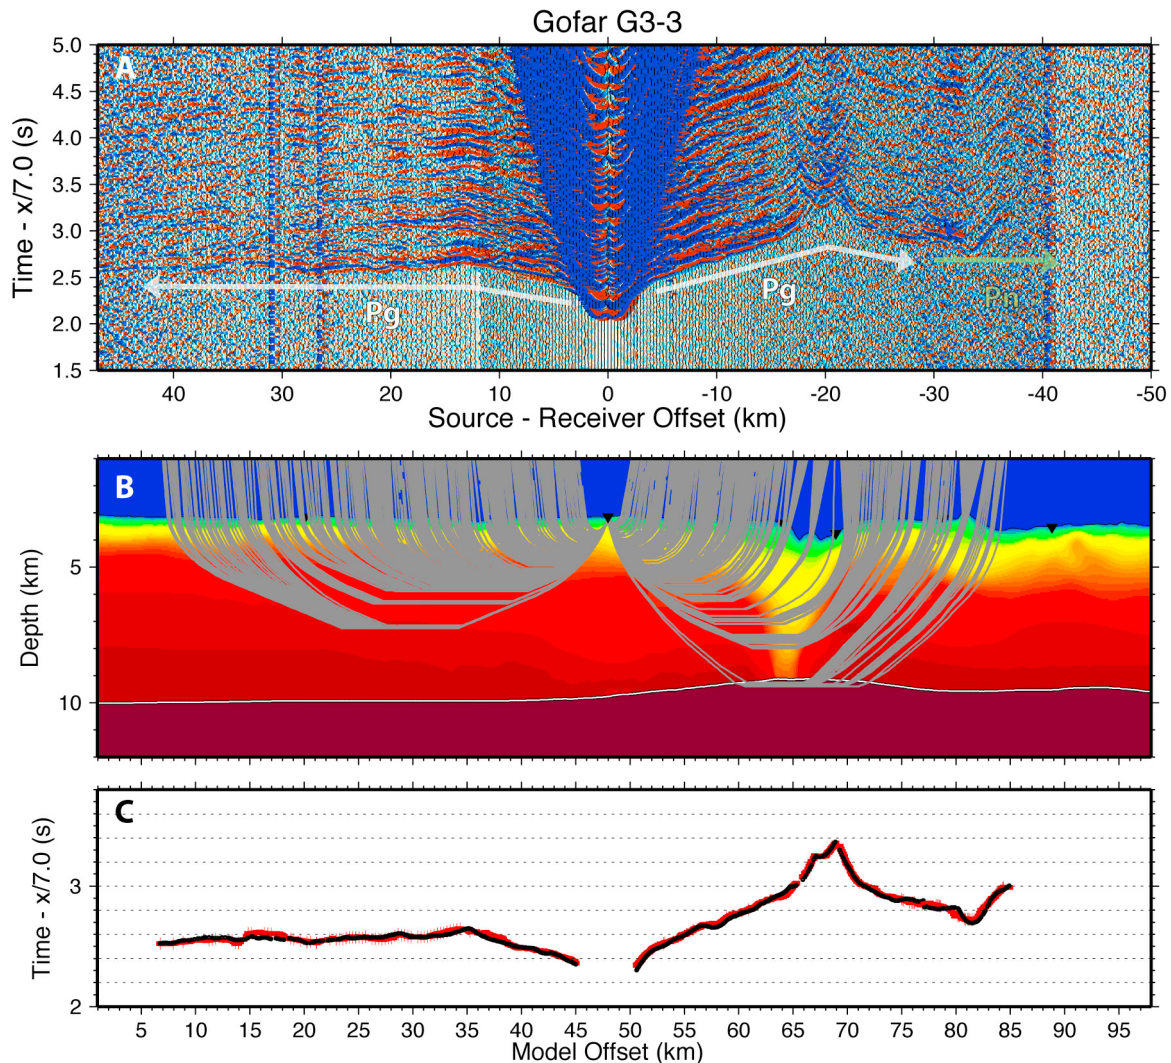 Gofar G3-3
A
Time - x/7.0 (s)
5.0
4.5
4.0
3.5
3.0
2.5
2.0
1.5
Pg
Pg
Pn
40 30 20 10 0 -10 -20 -30 -40 -50
Source - Receiver Offset (km)
B
Depth (km)
5
10
C
Time - x/7.0 (s)
3
2
5 10 15 20 25 30 35 40 45 50 55 60 65 70 75 80 85 90 95
Model Offset (km)